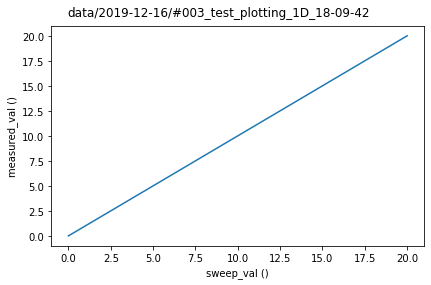 data/2019-12-16/#003_test_plotting_1D_18-09-42
20.0
17.5
15.0
12.5
10.0
7.5
5.0
2.5
0.0
measured_val ()
0.0 2.5 5.0 7.5 10.0 12.5 15.0 17.5 20.0
sweep_val ()